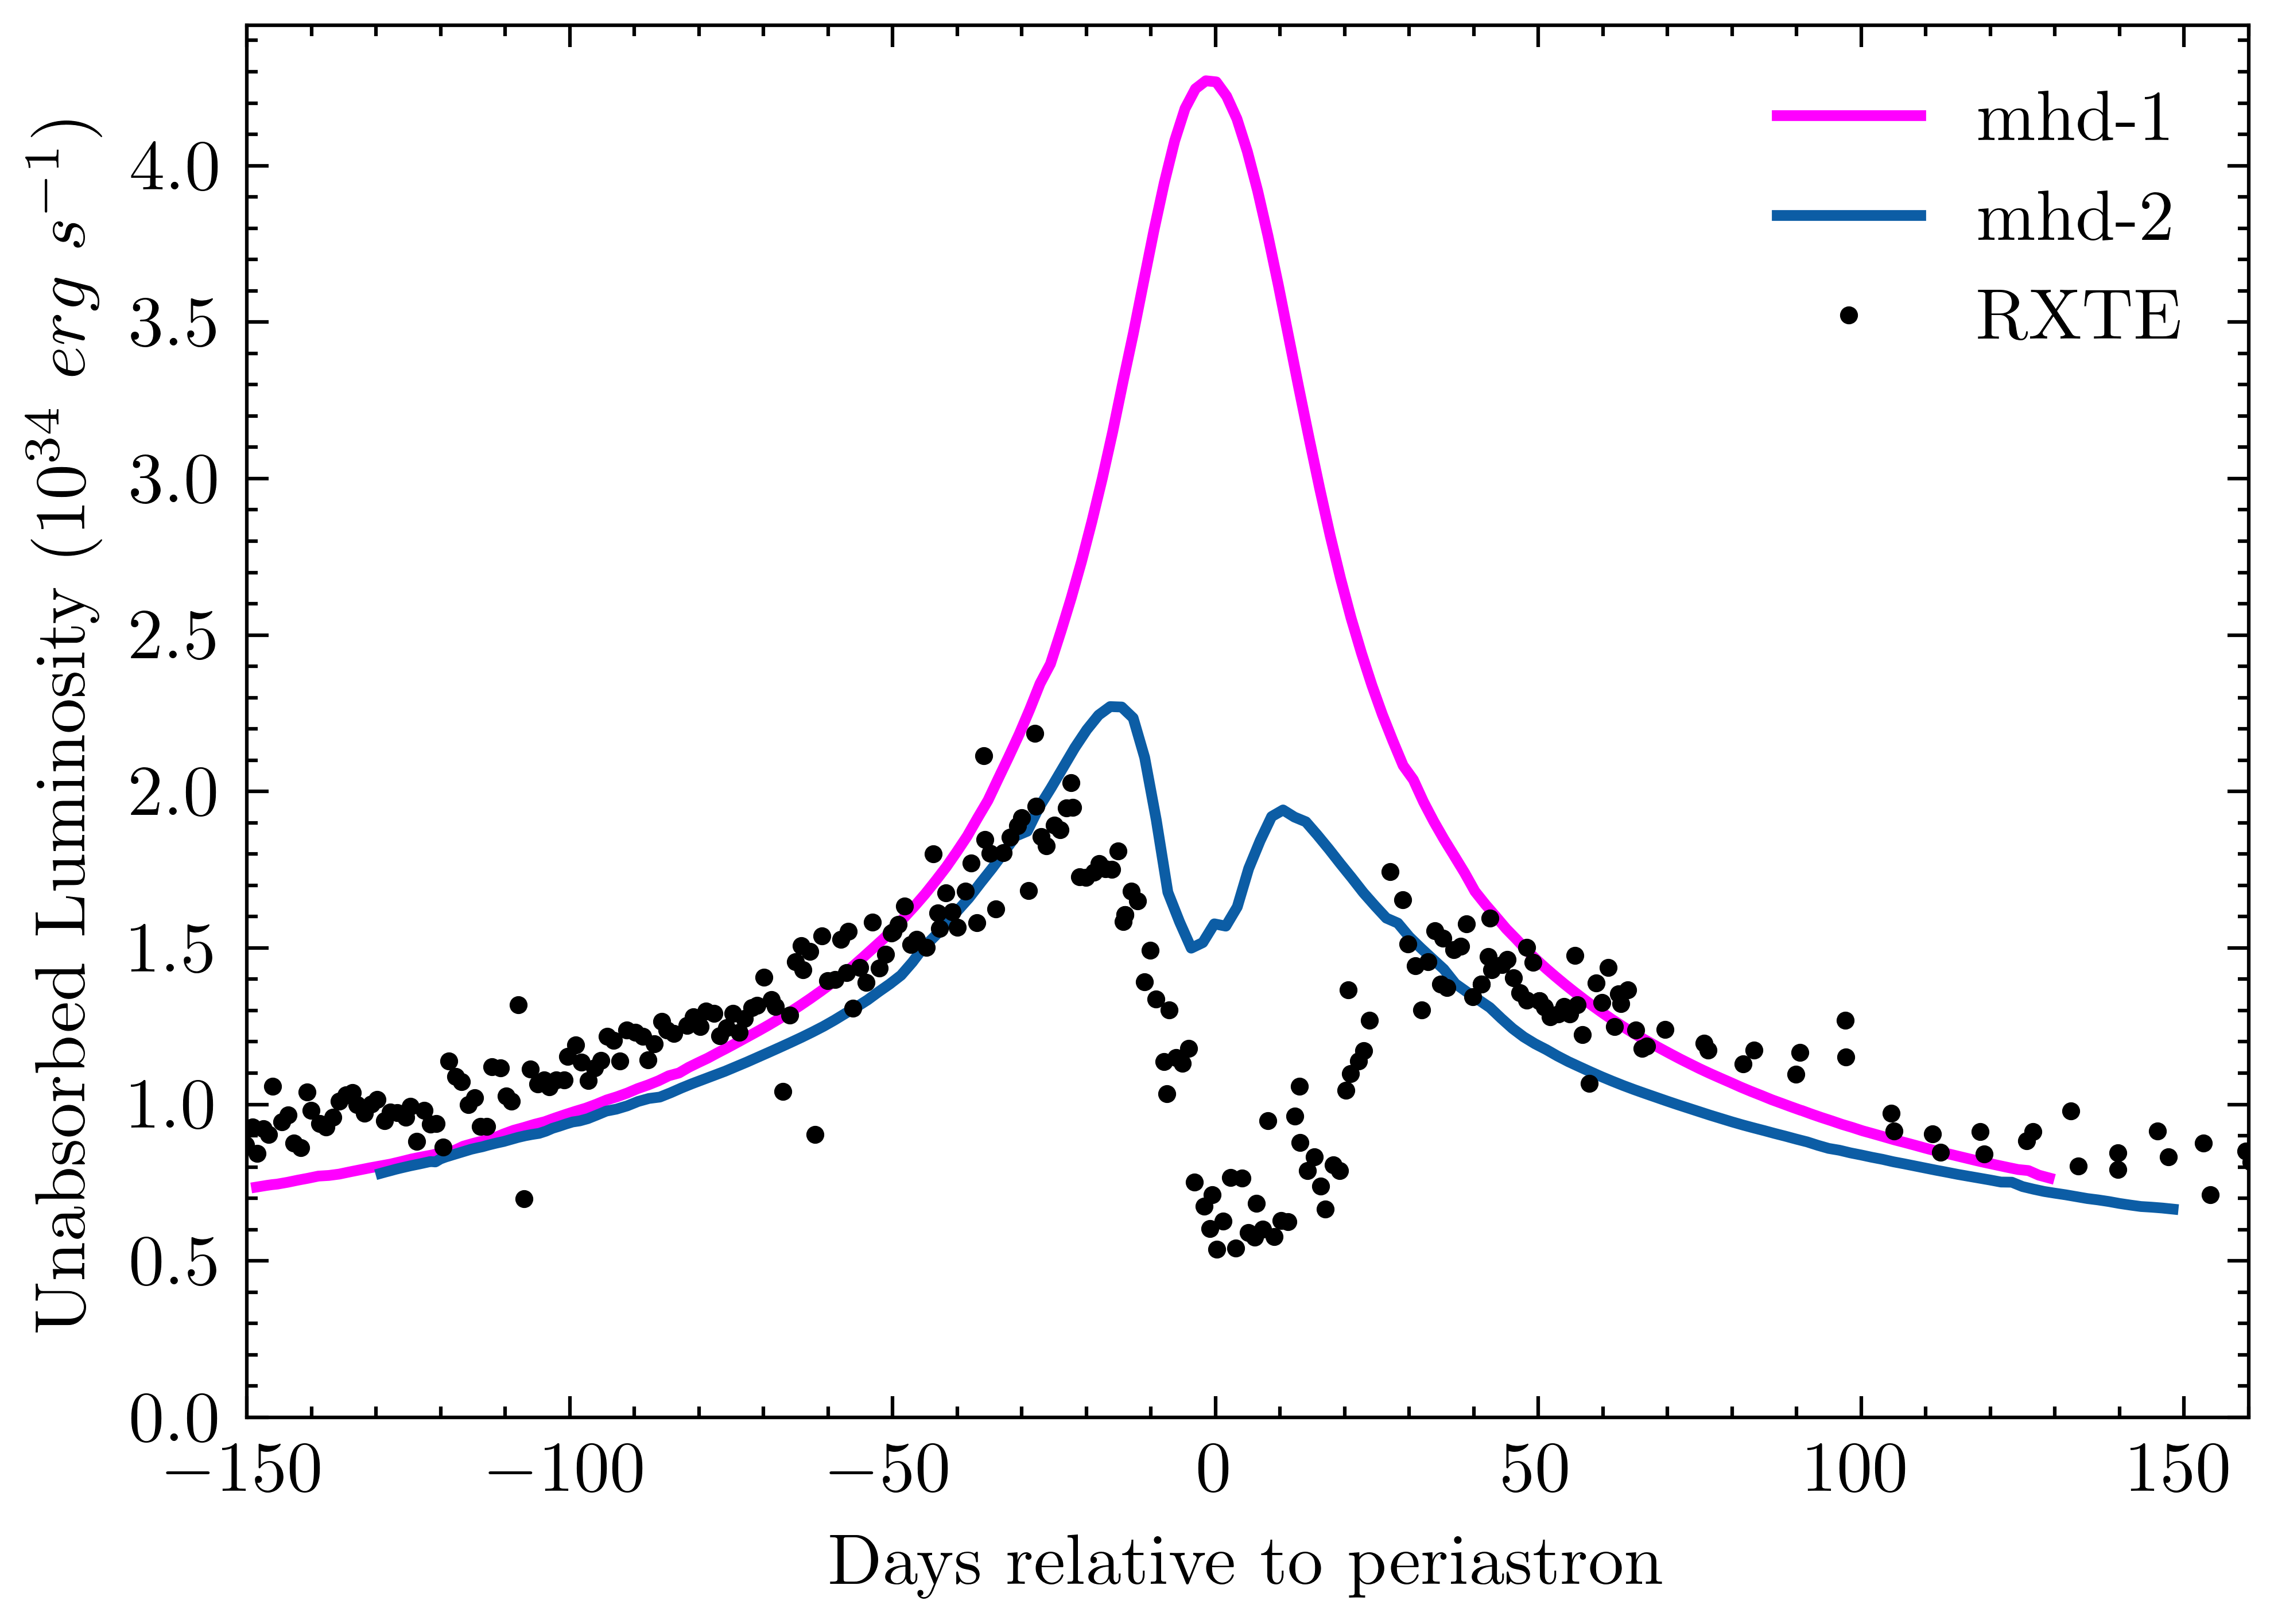 Unabsorbed Luminosity (10³⁴ erg s⁻¹)
4.0
3.5
3.0
2.5
2.0
1.5
1.0
0.5
0.0
mhd-1
mhd-2
RXTE
−150 −100 −50 0 50 100 150
Days relative to periastron